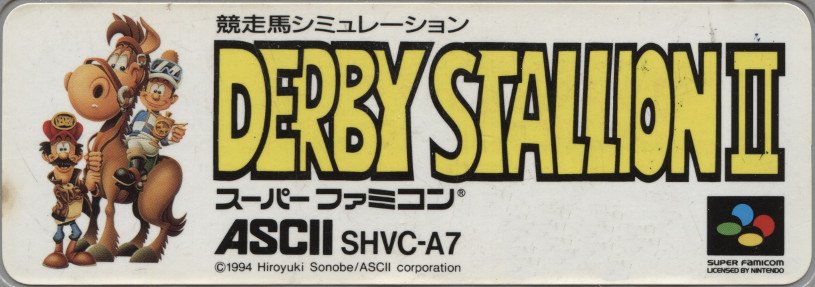 競走馬シミュレーション
DERBY STALLION II
スーパーファミコン®
ASCII SHVC-A7
©1994 Hiroyuki Sonobe/ASCII corporation
SUPER FAMICOM
LICENSED BY NINTENDO